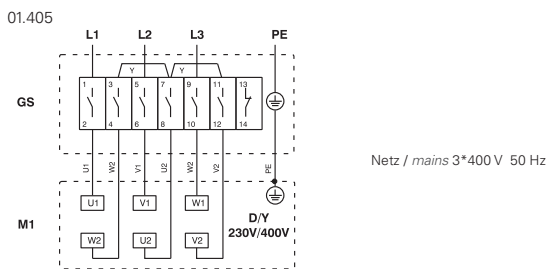 01.405
L1 L2 L3 PE
Y Y
1 3 5 7 9 11 13
GS
2 4 6 8 10 12 14
U1 W2 V1 U2 W2 V2 PE
Netz / mains 3*400 V 50 Hz
U1 V1 W1
D/Y
M1
230V/400V
W2 U2 V2